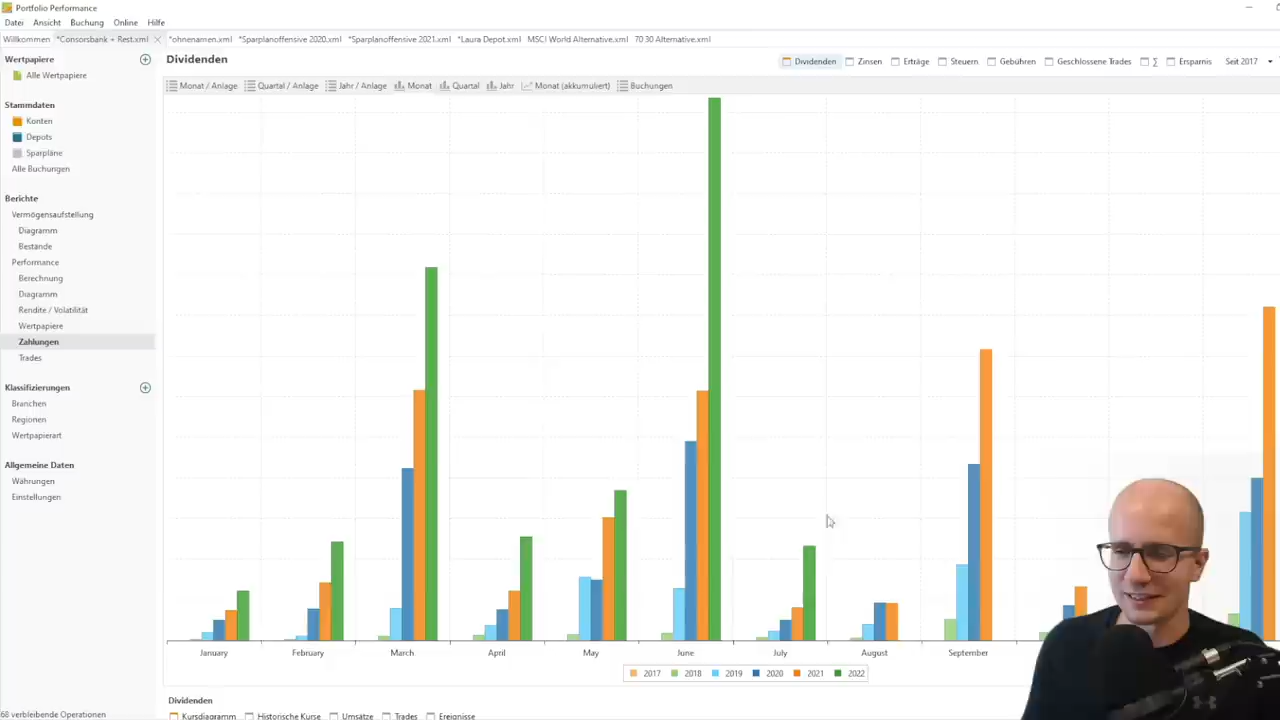 Portfolio Performance
Datei Ansicht Buchung Online Hilfe
Willkommen *Consorsbank + Rest.xml *ohnenamen.xml *Sparplanoffensive 2020.xml *Sparplanoffensive 2021.xml *Laura Depot.xml MSCI World Alternative.xml 70 30 Alternative.xml
Wertpapiere
Alle Wertpapiere
Stammdaten
Konten
Depots
Sparpläne
Alle Buchungen
Berichte
Vermögensaufstellung
Diagramm
Bestände
Performance
Berechnung
Diagramm
Rendite / Volatilität
Wertpapiere
Zahlungen
Trades
Klassifizierungen
Branchen
Regionen
Wertpapierart
Allgemeine Daten
Währungen
Einstellungen
68 verbleibende Operationen
Dividenden
Dividenden Zinsen Erträge Steuern Gebühren Geschlossene Trades ∑ Ersparnis Seit 2017
Monat / Anlage Quartal / Anlage Jahr / Anlage Monat Quartal Jahr Monat (akkumuliert) Buchungen
January February March April May June July August September
2017 2018 2019 2020 2021 2022
Dividenden
Kursdiagramm Historische Kurse Umsätze Trades Ereignisse